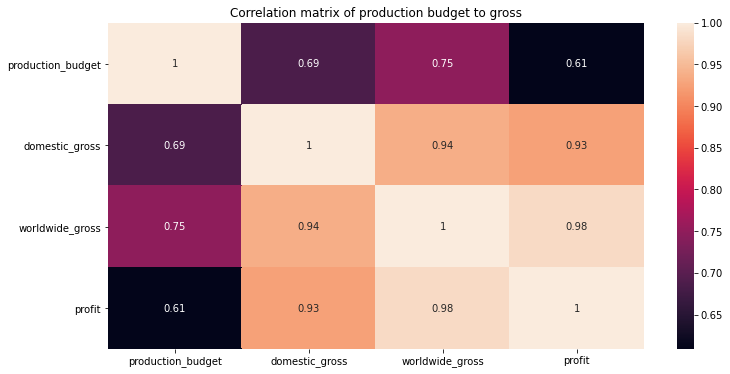 Correlation matrix of production budget to gross
production_budget 1 0.69 0.75 0.61
domestic_gross 0.69 1 0.94 0.93
worldwide_gross 0.75 0.94 1 0.98
profit 0.61 0.93 0.98 1
production_budget domestic_gross worldwide_gross profit
1.00
0.95
0.90
0.85
0.80
0.75
0.70
0.65